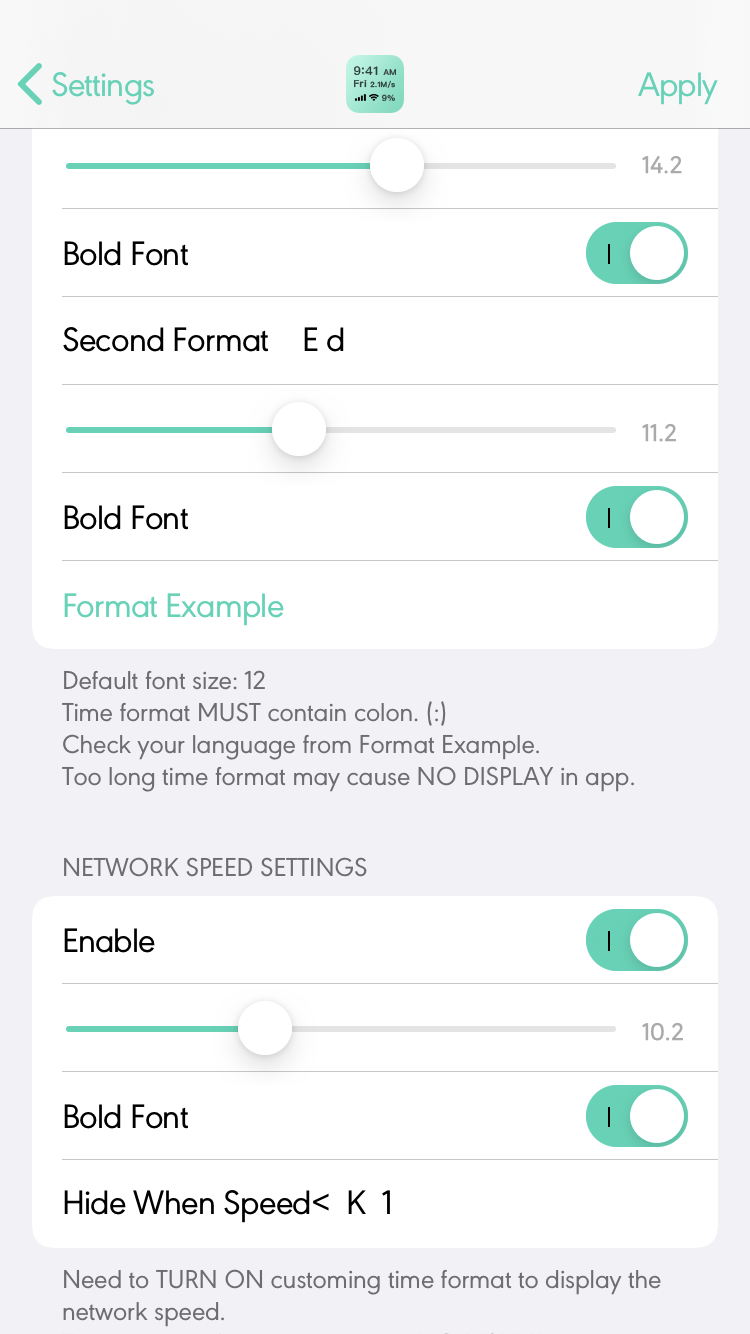 Settings
9:41 AM
Fri 2.1M/s
9%
Apply
14.2
Bold Font
Second Format E d
11.2
Bold Font
Format Example
Default font size: 12
Time format MUST contain colon. (:)
Check your language from Format Example.
Too long time format may cause NO DISPLAY in app.
NETWORK SPEED SETTINGS
Enable
10.2
Bold Font
Hide When Speed< K 1
Need to TURN ON customing time format to display the
network speed.